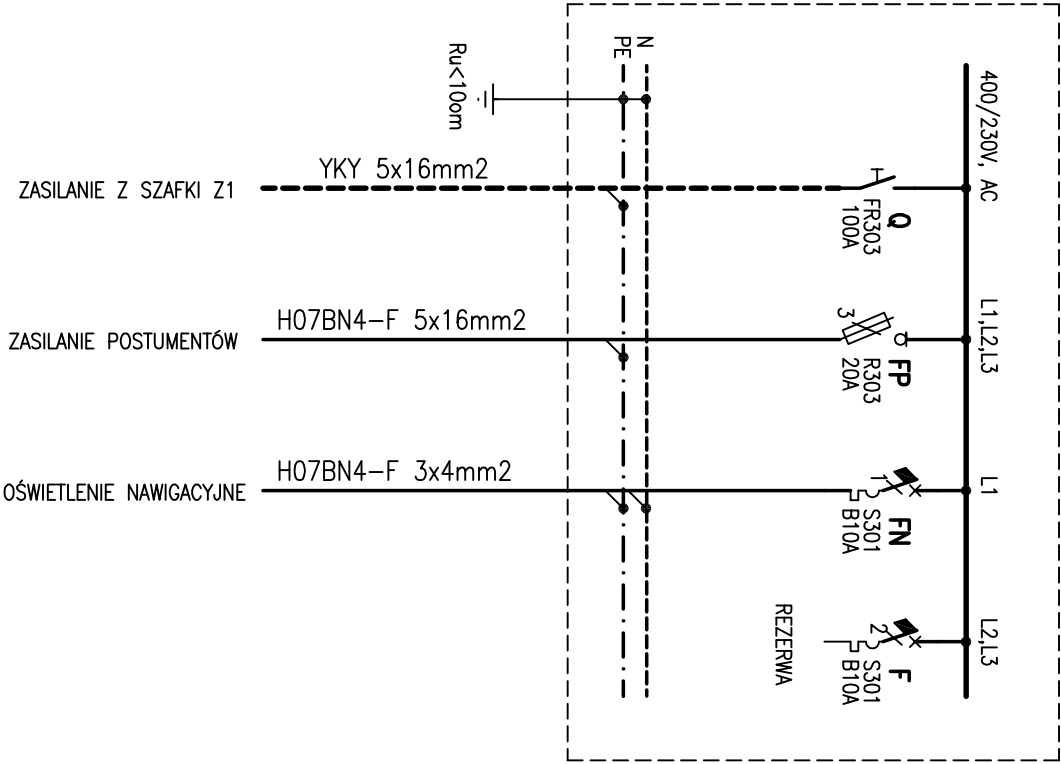 N
PE
Ru<10om
400/230V, AC
YKY 5x16mm2
ZASILANIE Z SZAFKI Z1
Q
FR303
100A
H07BN4-F 5x16mm2
ZASILANIE POSTUMENTÓW
3
L1,L2,L3
FP
R303
20A
H07BN4-F 3x4mm2
OŚWIETLENIE NAWIGACYJNE
1
L1
FN
S301
B10A
REZERWA
2
L2,L3
F
S301
B10A